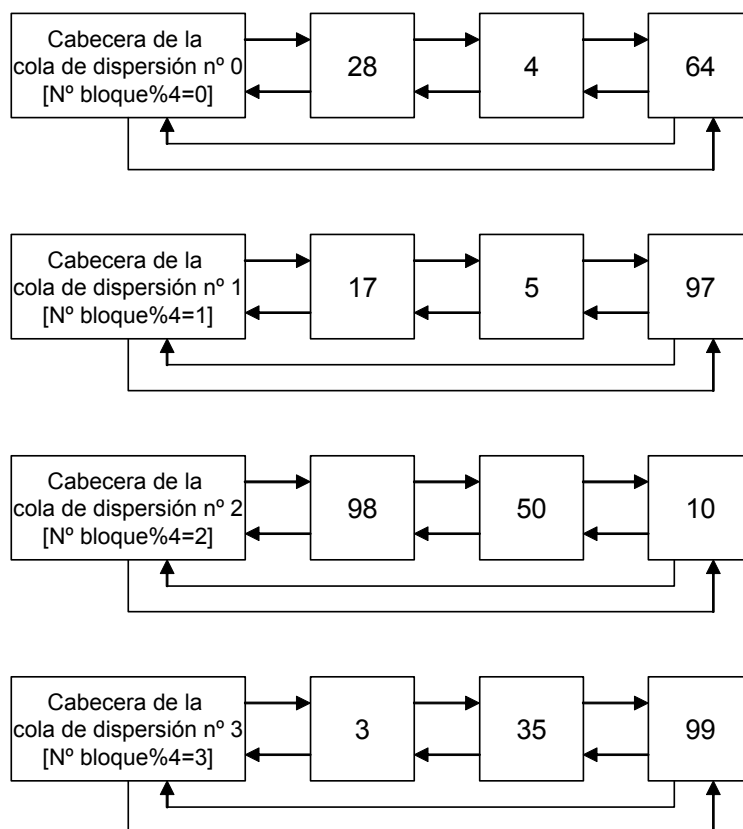 Cabecera de la
cola de dispersión nº 0
[Nº bloque%4=0]
28
4
64
Cabecera de la
cola de dispersión nº 1
[Nº bloque%4=1]
17
5
97
Cabecera de la
cola de dispersión nº 2
[Nº bloque%4=2]
98
50
10
Cabecera de la
cola de dispersión nº 3
[Nº bloque%4=3]
3
35
99